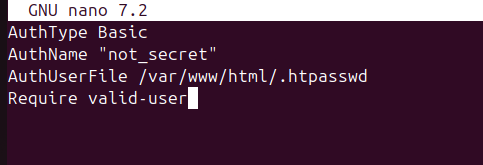 GNU nano 7.2
AuthType Basic
AuthName "not_secret"
AuthUserFile /var/www/html/.htpasswd
Require valid-user